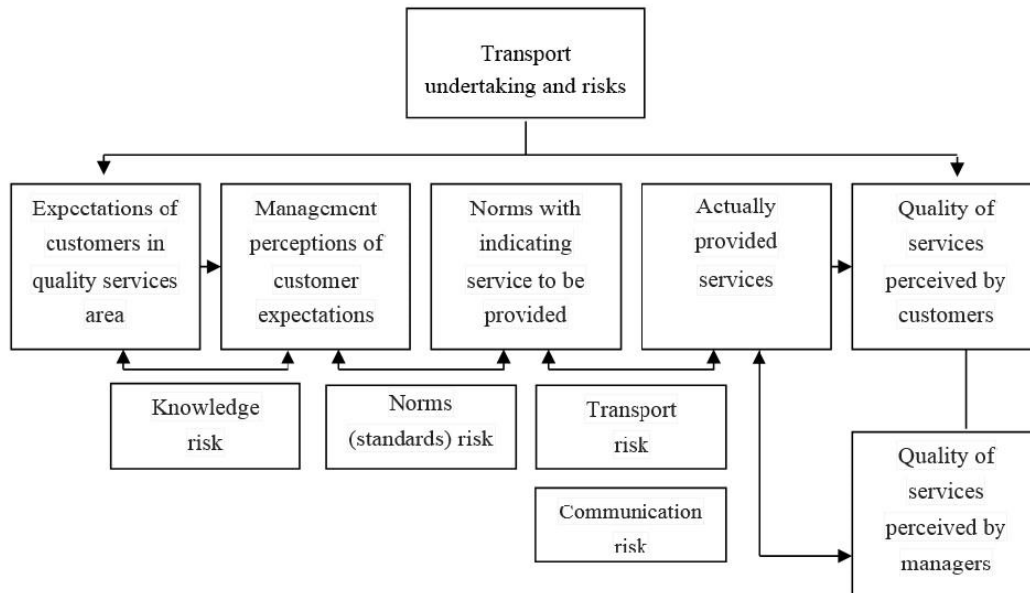 Transport
undertaking and risks
Expectations of
customers in
quality services
area
Management
perceptions of
customer
expectations
Norms with
indicating
service to be
provided
Actually
provided
services
Quality of
services
perceived by
customers
Knowledge
risk
Norms
(standards) risk
Transport
risk
Communication
risk
Quality of
services
perceived by
managers